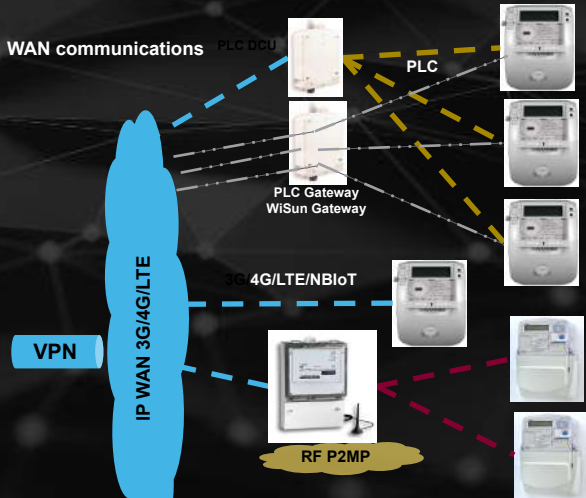 WAN communications
PLC DCU
PLC
PLC Gateway
WiSun Gateway
3G/4G/LTE/NBIoT
IP WAN 3G/4G/LTE
VPN
RF P2MP